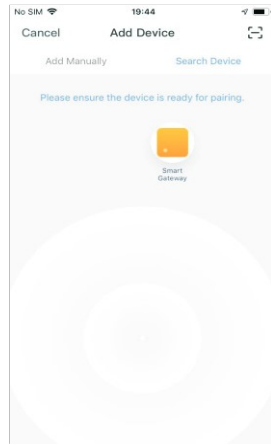 No SIM 19:44
Cancel Add Device
Add Manually Search Device
Please ensure the device is ready for pairing.
Smart
Gateway